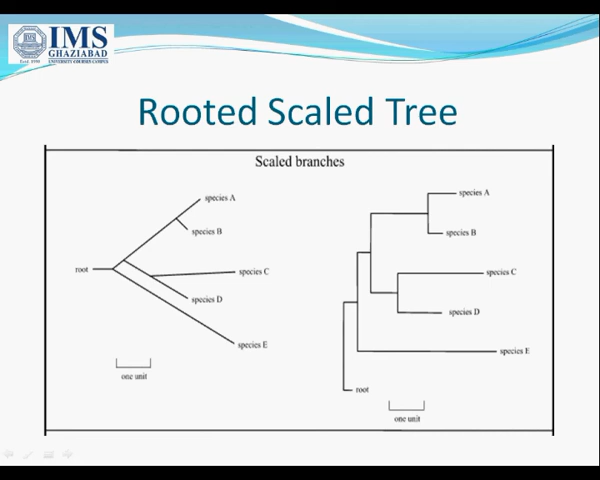 IMS
GHAZIABAD
UNIVERSITY COURSES CAMPUS
Estd. 1990
Rooted Scaled Tree
Scaled branches
species A
species B
root
species C
species D
species E
one unit
species A
species B
species C
species D
species E
root
one unit